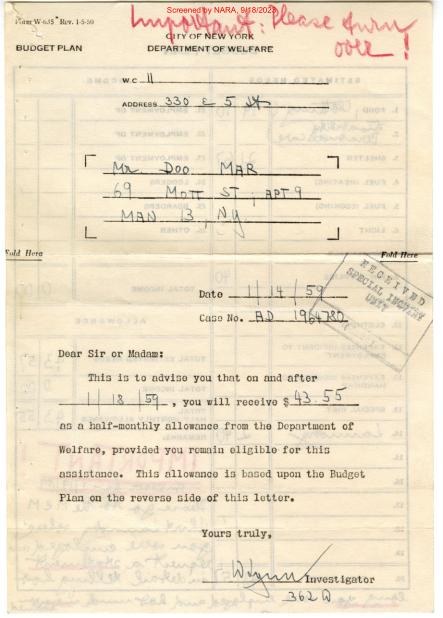 Screened by NARA, 9/18/2023
Important: Please turn
over!
Form W-635 Rev. 1-5-50
CITY OF NEW YORK
BUDGET PLAN
DEPARTMENT OF WELFARE
W.C. 11
ADDRESS 330 E 5 St
Mr Doo MAR
69 MOTT ST, APT 9
MAN 13, NY
Fold Here
Fold Here
RECEIVED
SPECIAL INQUIRY
UNIT
Date 1/14/59
Case No. AD 1964780
Dear Sir or Madam:
This is to advise you that on and after
1/18/59, you will receive $43.55
as a half-monthly allowance from the Department of
Welfare, provided you remain eligible for this
assistance. This allowance is based upon the Budget
Plan on the reverse side of this letter.
Yours truly,
Investigator
362